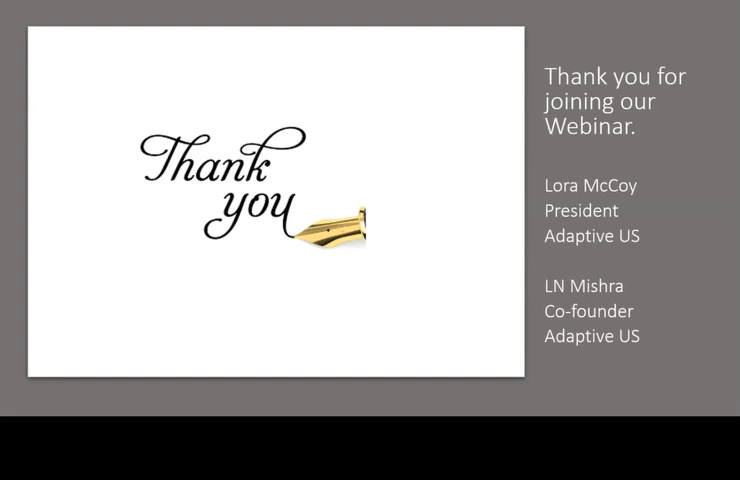 Thank
you
Thank you for
joining our
Webinar.
Lora McCoy
President
Adaptive US
LN Mishra
Co-founder
Adaptive US